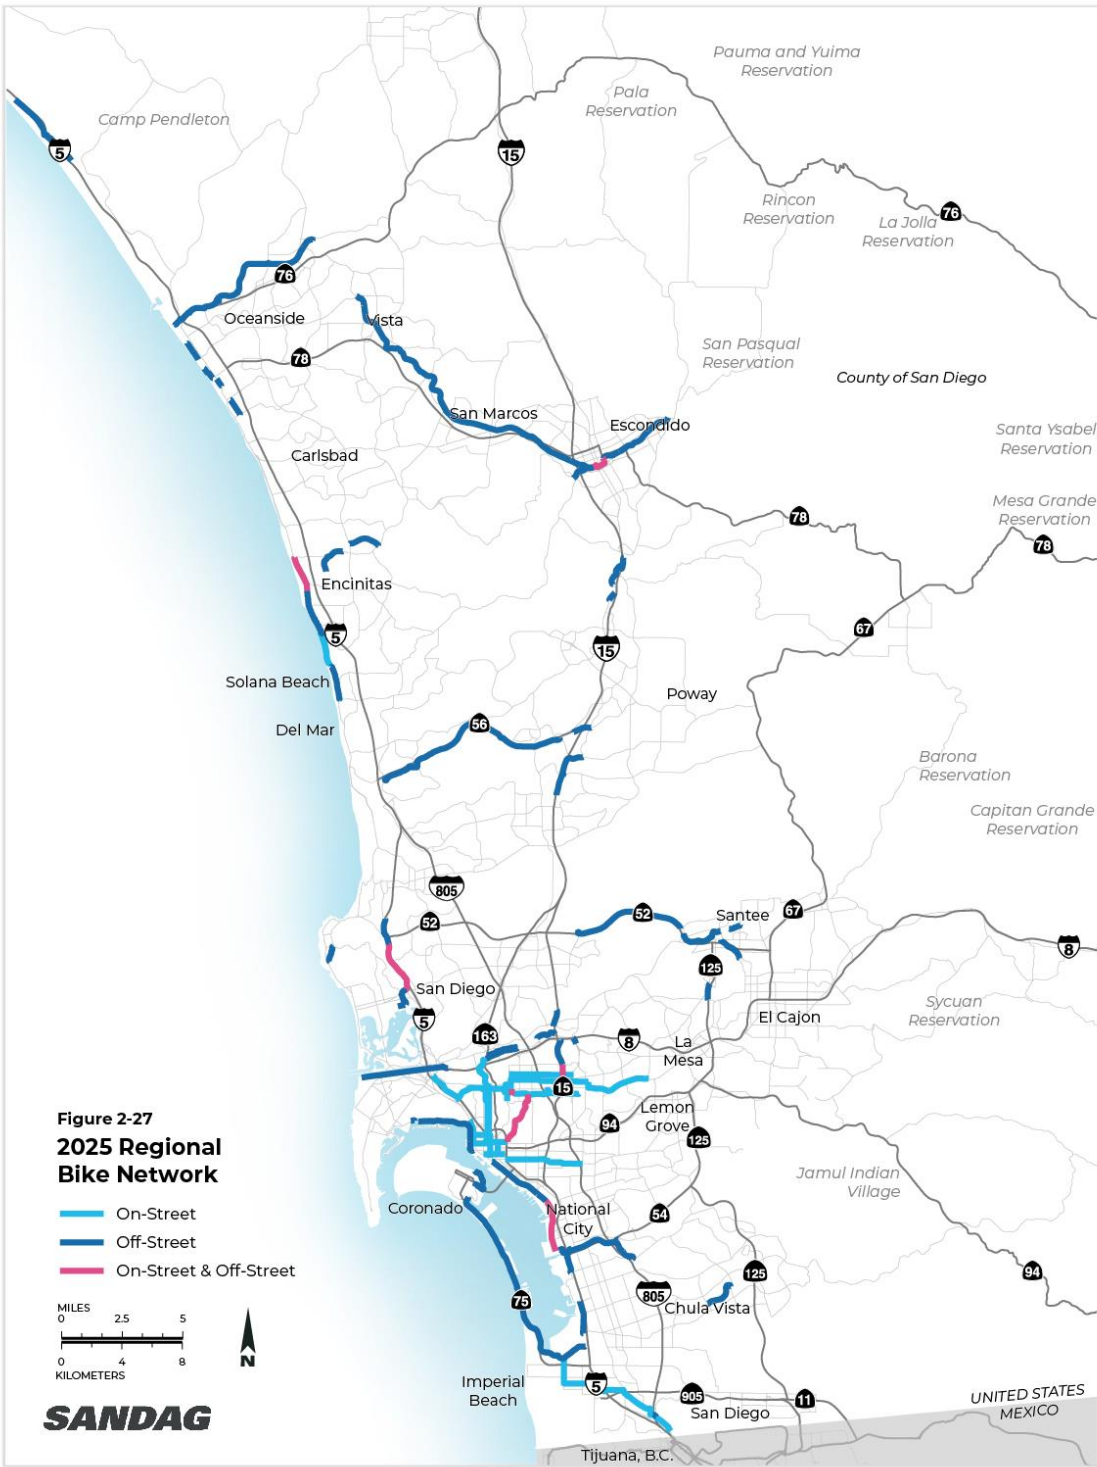 Pauma and Yuima
Reservation
Pala
Reservation
Camp Pendleton
5
15
Rincon
Reservation
76
La Jolla
Reservation
76
Oceanside
Vista
78
San Pasqual
Reservation
County of San Diego
San Marcos
Escondido
Santa Ysabel
Reservation
Carlsbad
Mesa Grande
Reservation
78
78
Encinitas
67
5
15
Solana Beach
Poway
56
Del Mar
Barona
Reservation
Capitan Grande
Reservation
805
52
52
Santee
67
8
125
San Diego
Sycuan
Reservation
5
El Cajon
163
8
La
Mesa
15
Lemon
Grove
94
125
Jamul Indian
Village
Coronado
National
City
54
125
94
75
805
Chula Vista
Imperial
Beach
5
905
San Diego
11
UNITED STATES
MEXICO
Tijuana, B.C.
Figure 2-27
2025 Regional
Bike Network
On-Street
Off-Street
On-Street & Off-Street
MILES
0 2.5 5
0 4 8
KILOMETERS
N
SANDAG